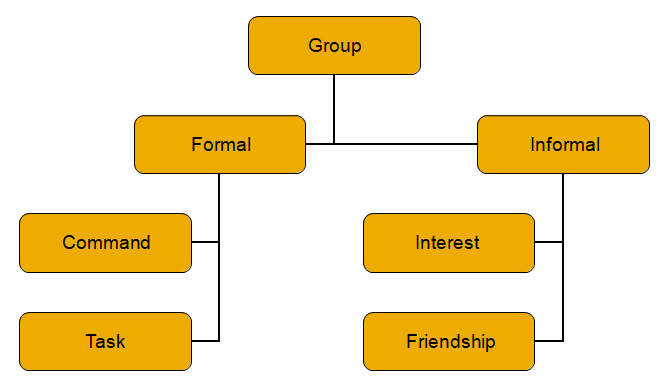 Group
Formal
Informal
Command
Interest
Task
Friendship